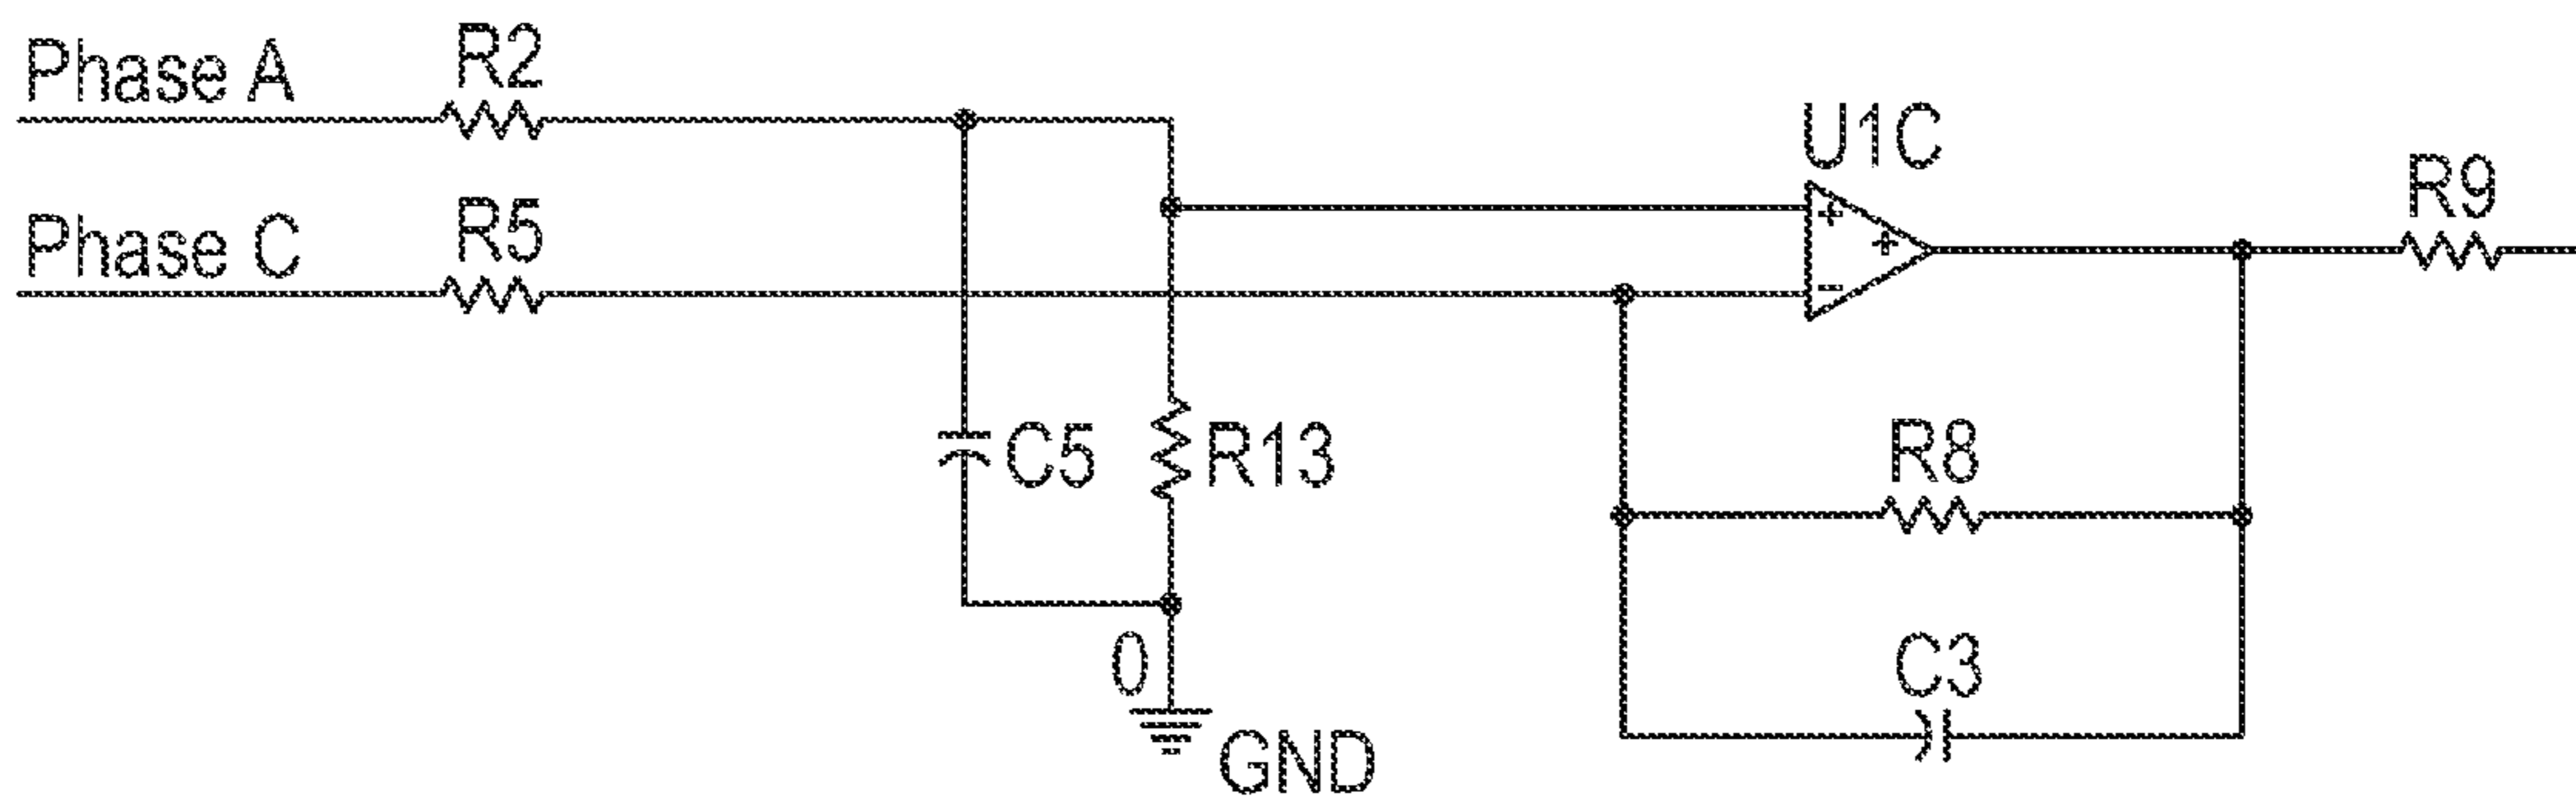 Phase A
R2
Phase C
R5
U1C
+
+
-
R9
C5
R13
R8
0
C3
GND